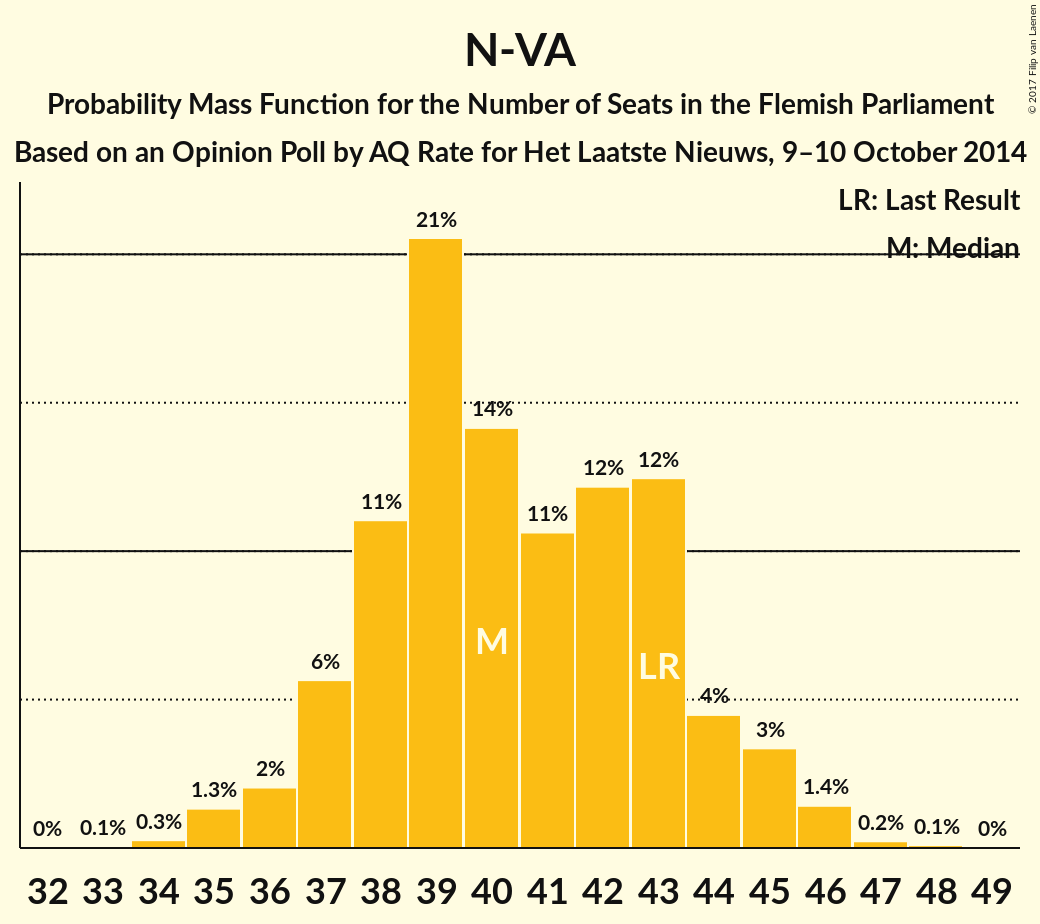 N-VA
Probability Mass Function for the Number of Seats in the Flemish Parliament
Based on an Opinion Poll by AQ Rate for Het Laatste Nieuws, 9–10 October 2014
© 2017 Filip van Laenen
LR: Last Result
M: Median
0% 0.1% 0.3% 1.3% 2% 6% 11% 21% 14% 11% 12% 12% 4% 3% 1.4% 0.2% 0.1% 0%
M LR
32 33 34 35 36 37 38 39 40 41 42 43 44 45 46 47 48 49